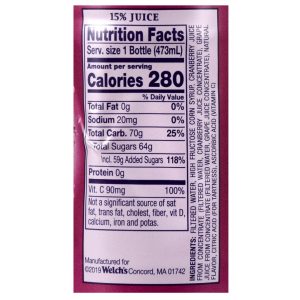 15% JUICE
Nutrition Facts
Serv. size 1 Bottle (473mL)
Amount per serving
Calories 280
% Daily Value
Total Fat 0g 0%
Sodium 20mg 0%
Total Carb. 70g 25%
Total Sugars 64g
Incl. 59g Added Sugars 118%
Protein 0g
Vit. C 90mg 100%
Not a significant source of sat
fat, trans fat, cholest, fiber, vit D,
calcium, iron and potas.
Manufactured for
©2019 Welch's Concord, MA 01742
INGREDIENTS: FILTERED WATER, HIGH FRUCTOSE CORN SYRUP, CRANBERRY JUICE
FROM CONCENTRATE (FILTERED WATER, CRANBERRY JUICE CONCENTRATE), GRAPE
JUICE FROM CONCENTRATE (FILTERED WATER, GRAPE JUICE CONCENTRATE), NATURAL
FLAVOR, CITRIC ACID (FOR TARTNESS), ASCORBIC ACID (VITAMIN C)